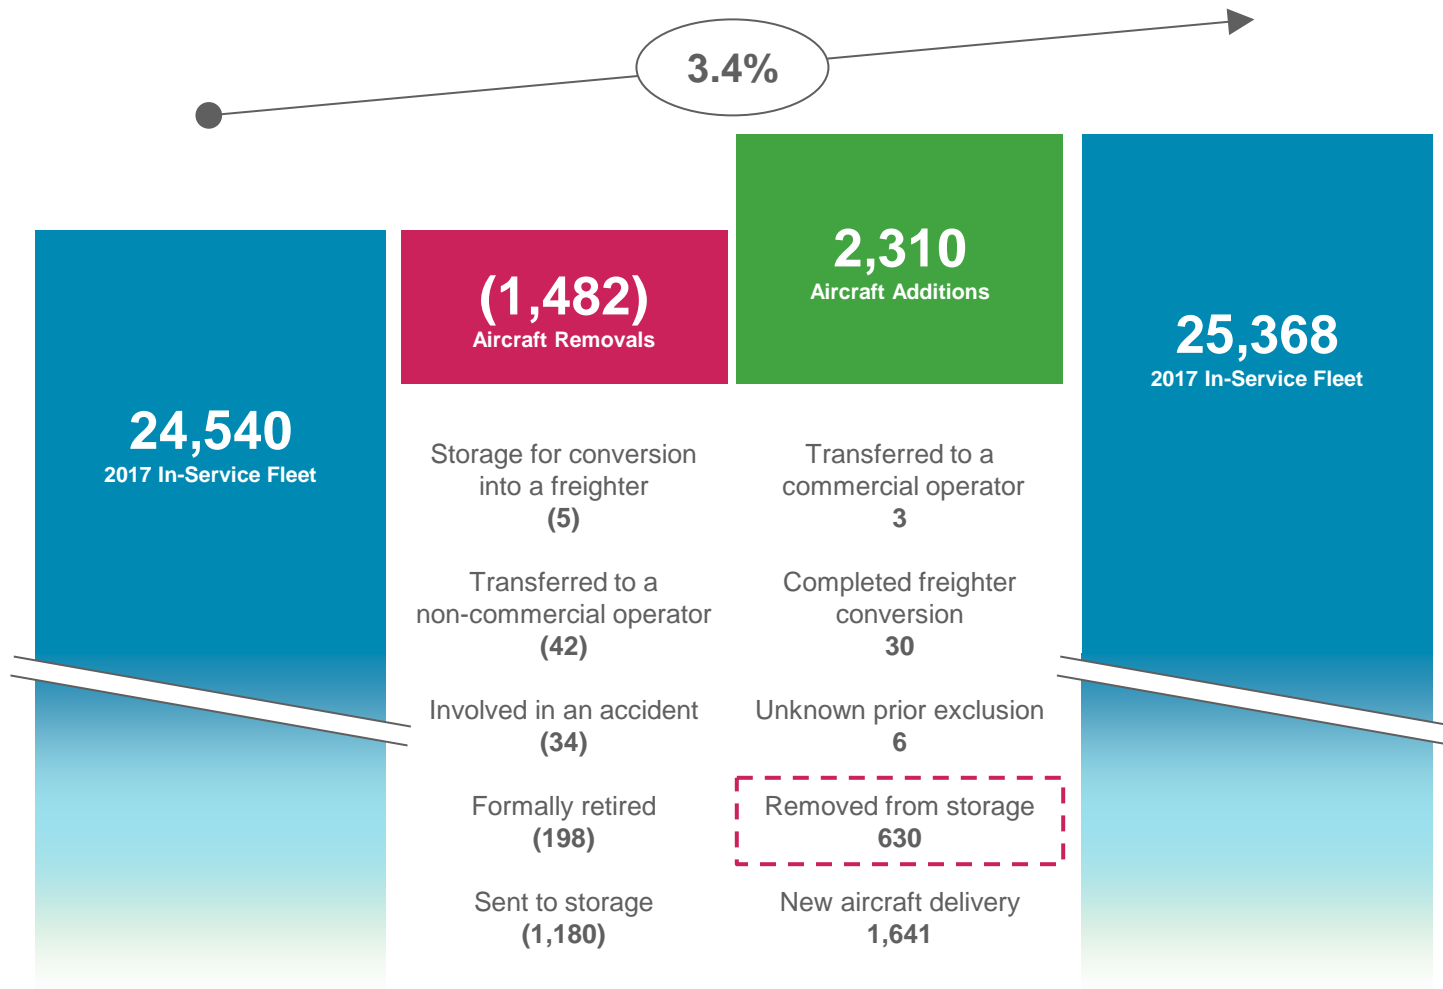 3.4%
24,540
2017 In-Service Fleet
(1,482)
Aircraft Removals
Storage for conversion
into a freighter
(5)
Transferred to a
non-commercial operator
(42)
Involved in an accident
(34)
Formally retired
(198)
Sent to storage
(1,180)
2,310
Aircraft Additions
Transferred to a
commercial operator
3
Completed freighter
conversion
30
Unknown prior exclusion
6
Removed from storage
630
New aircraft delivery
1,641
25,368
2017 In-Service Fleet